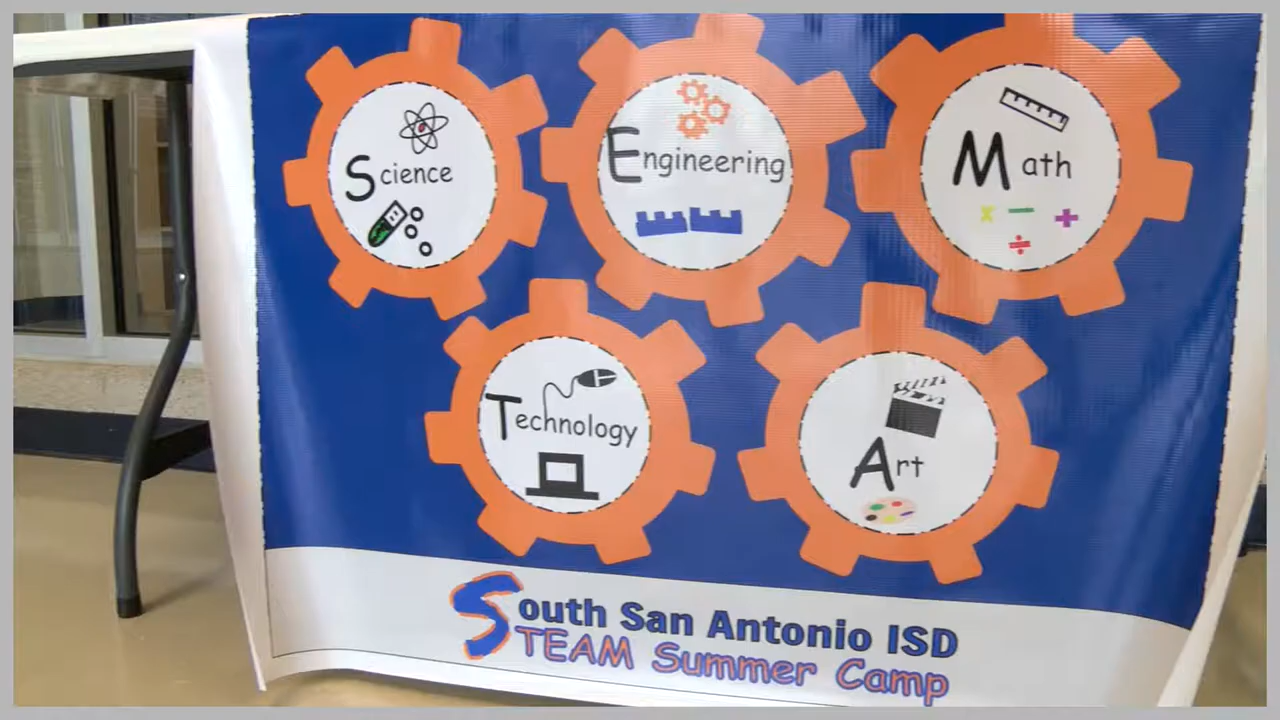 Science
Engineering
Math
Technology
Art
South San Antonio ISD
STEAM Summer Camp